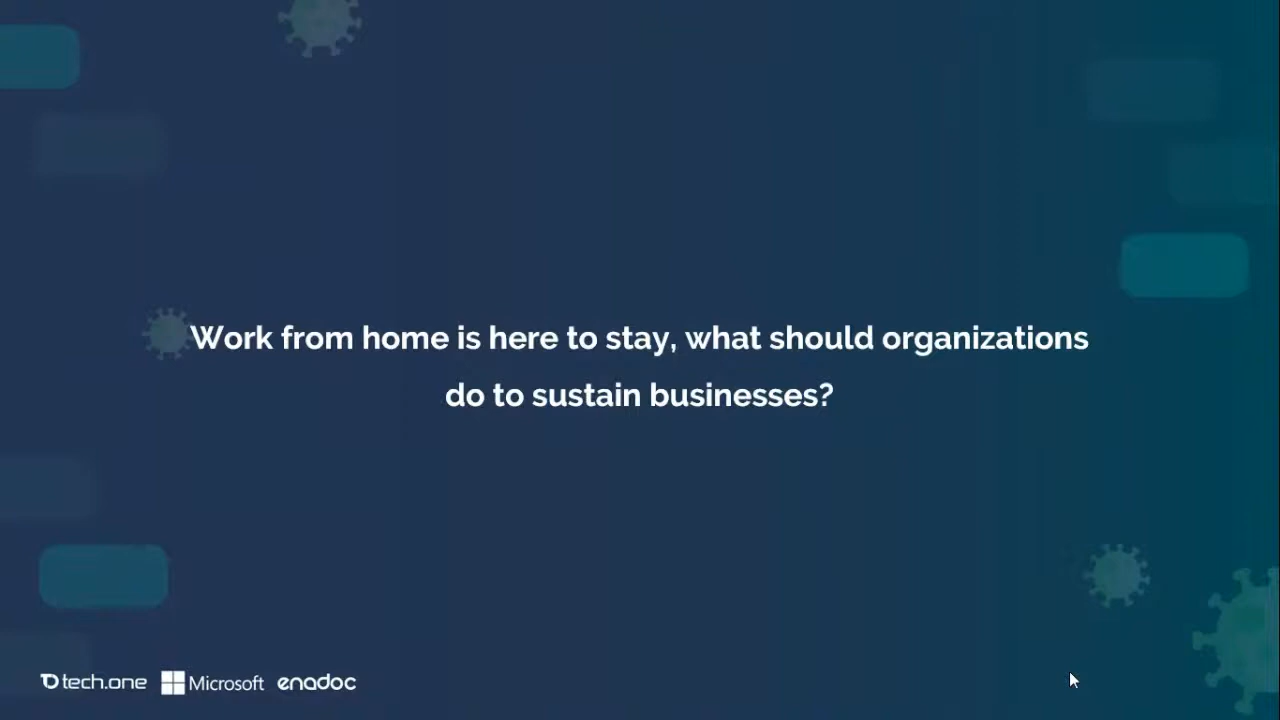 Work from home is here to stay, what should organizations
do to sustain businesses?
tech.one Microsoft enadoc